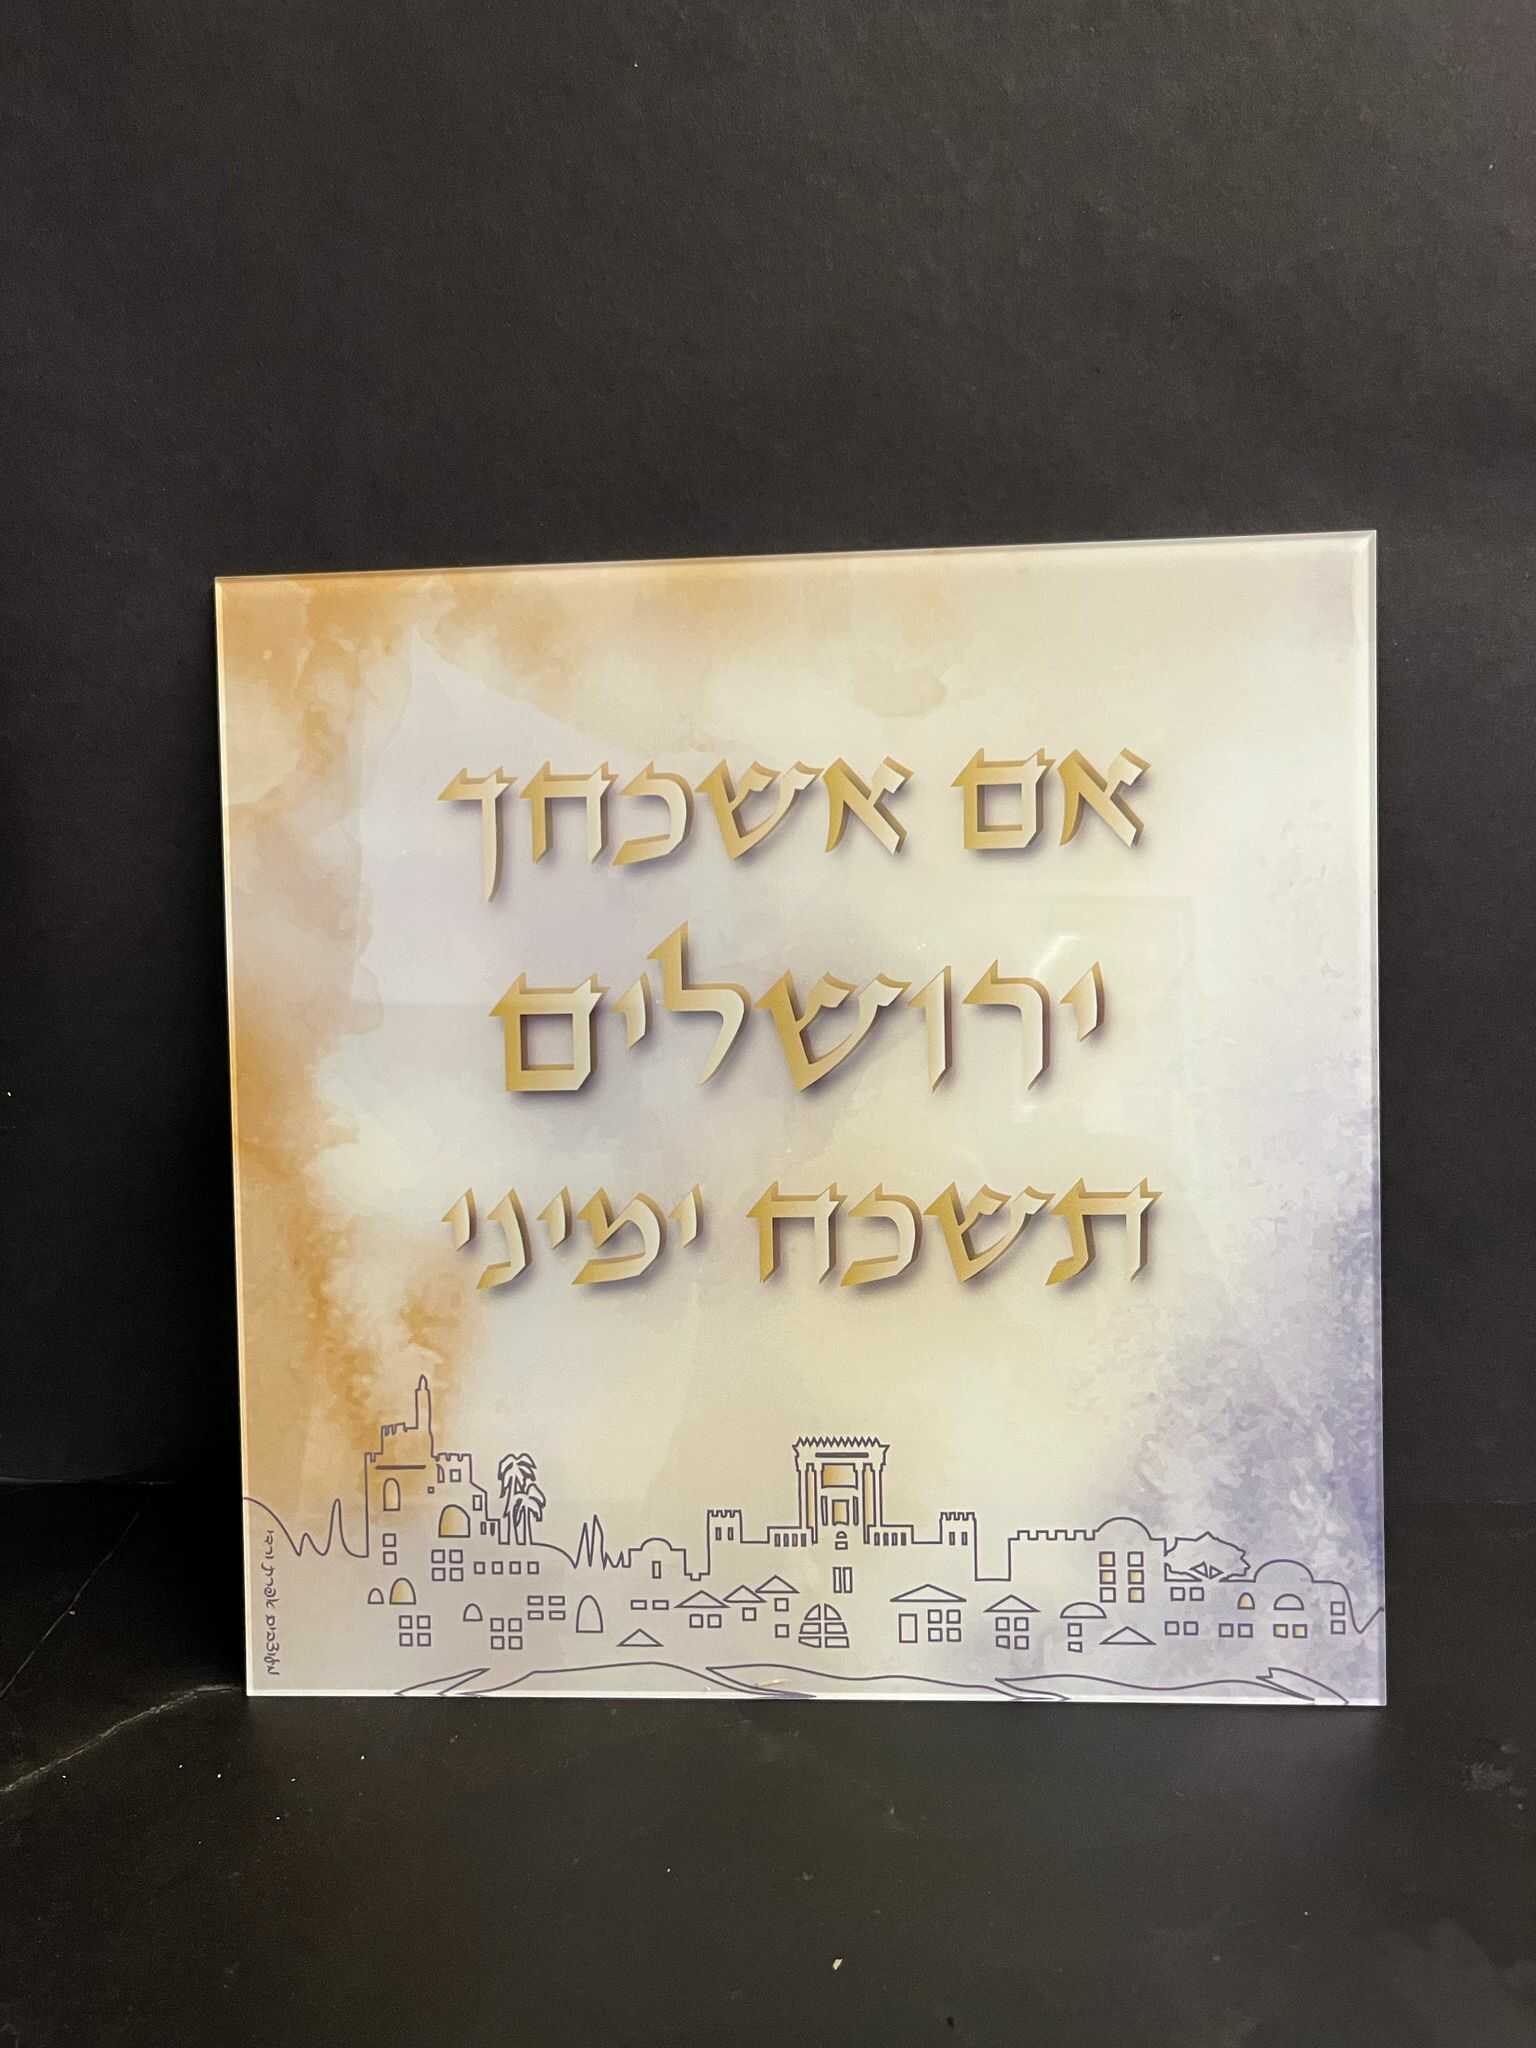 אם אשכחך
ירושלים
תשכח ימיני